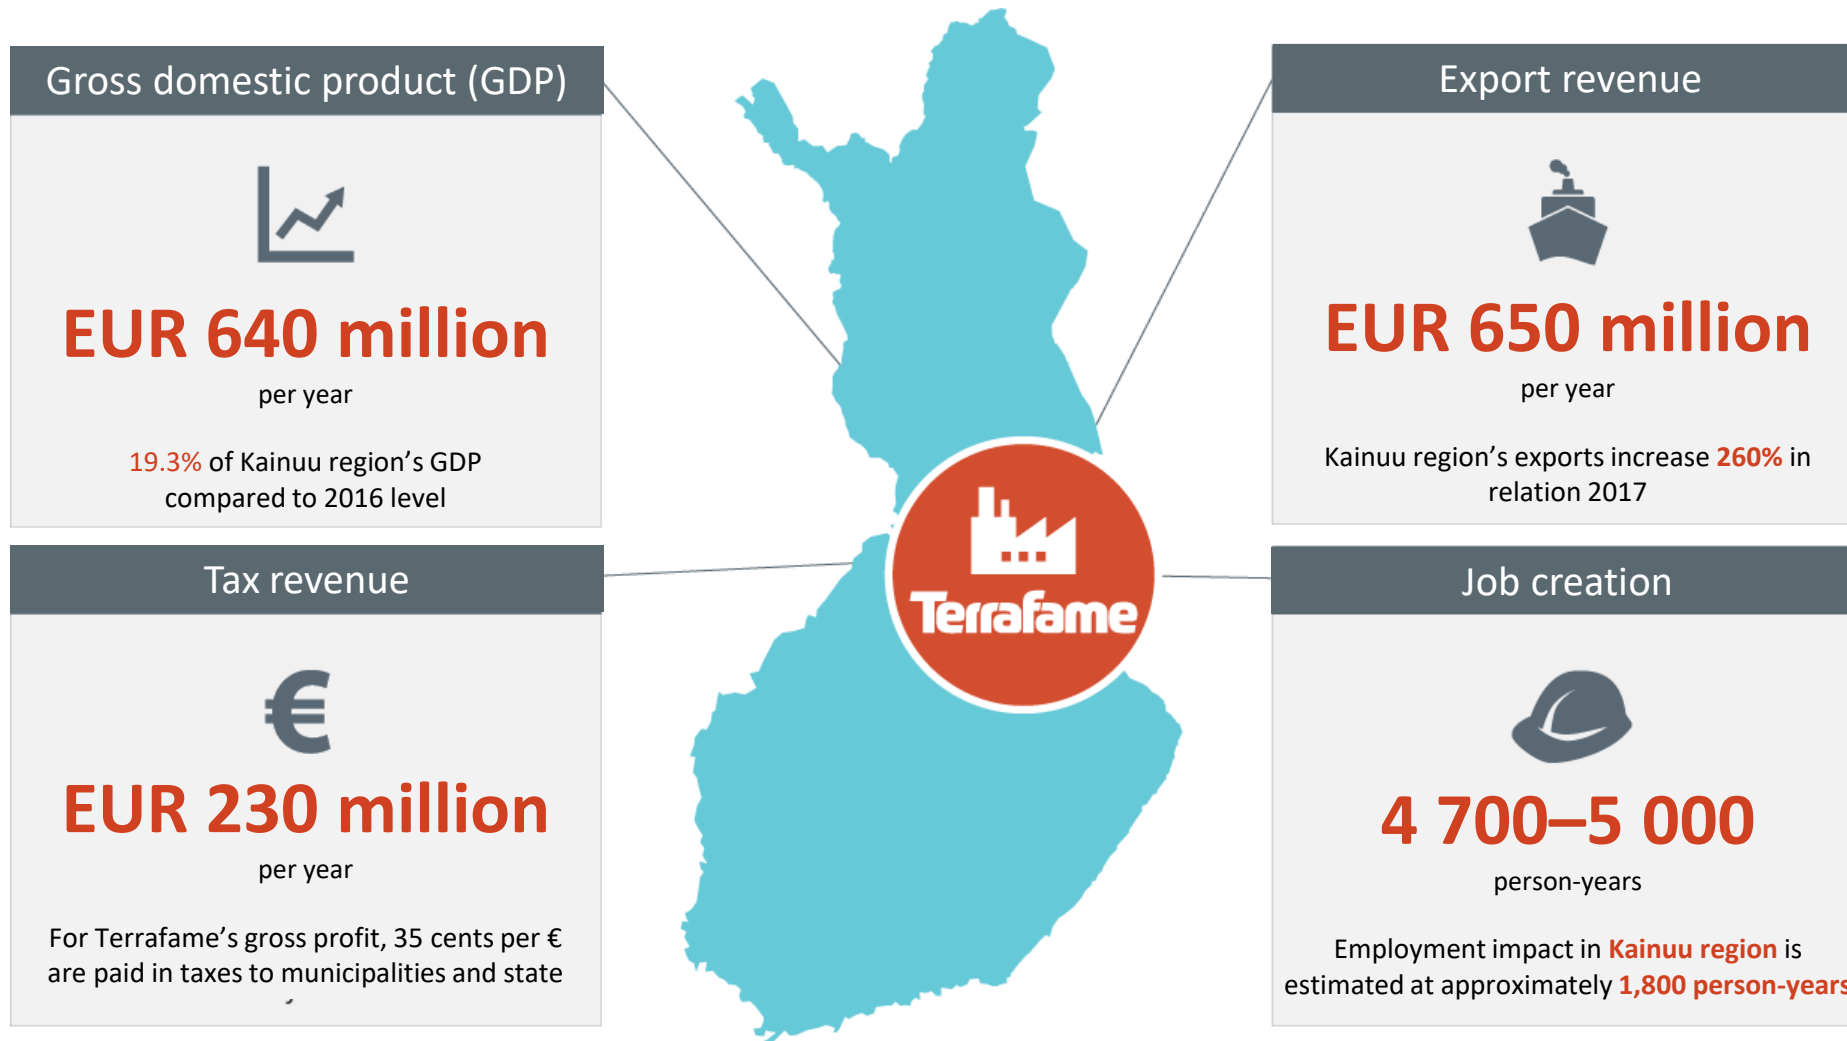 Gross domestic product (GDP)
EUR 640 million
per year
19.3% of Kainuu region's GDP
compared to 2016 level
Export revenue
EUR 650 million
per year
Kainuu region's exports increase 260% in
relation 2017
Tax revenue
EUR 230 million
per year
For Terrafame's gross profit, 35 cents per €
are paid in taxes to municipalities and state
Terrafame
Job creation
4 700–5 000
person-years
Employment impact in Kainuu region is
estimated at approximately 1,800 person-years